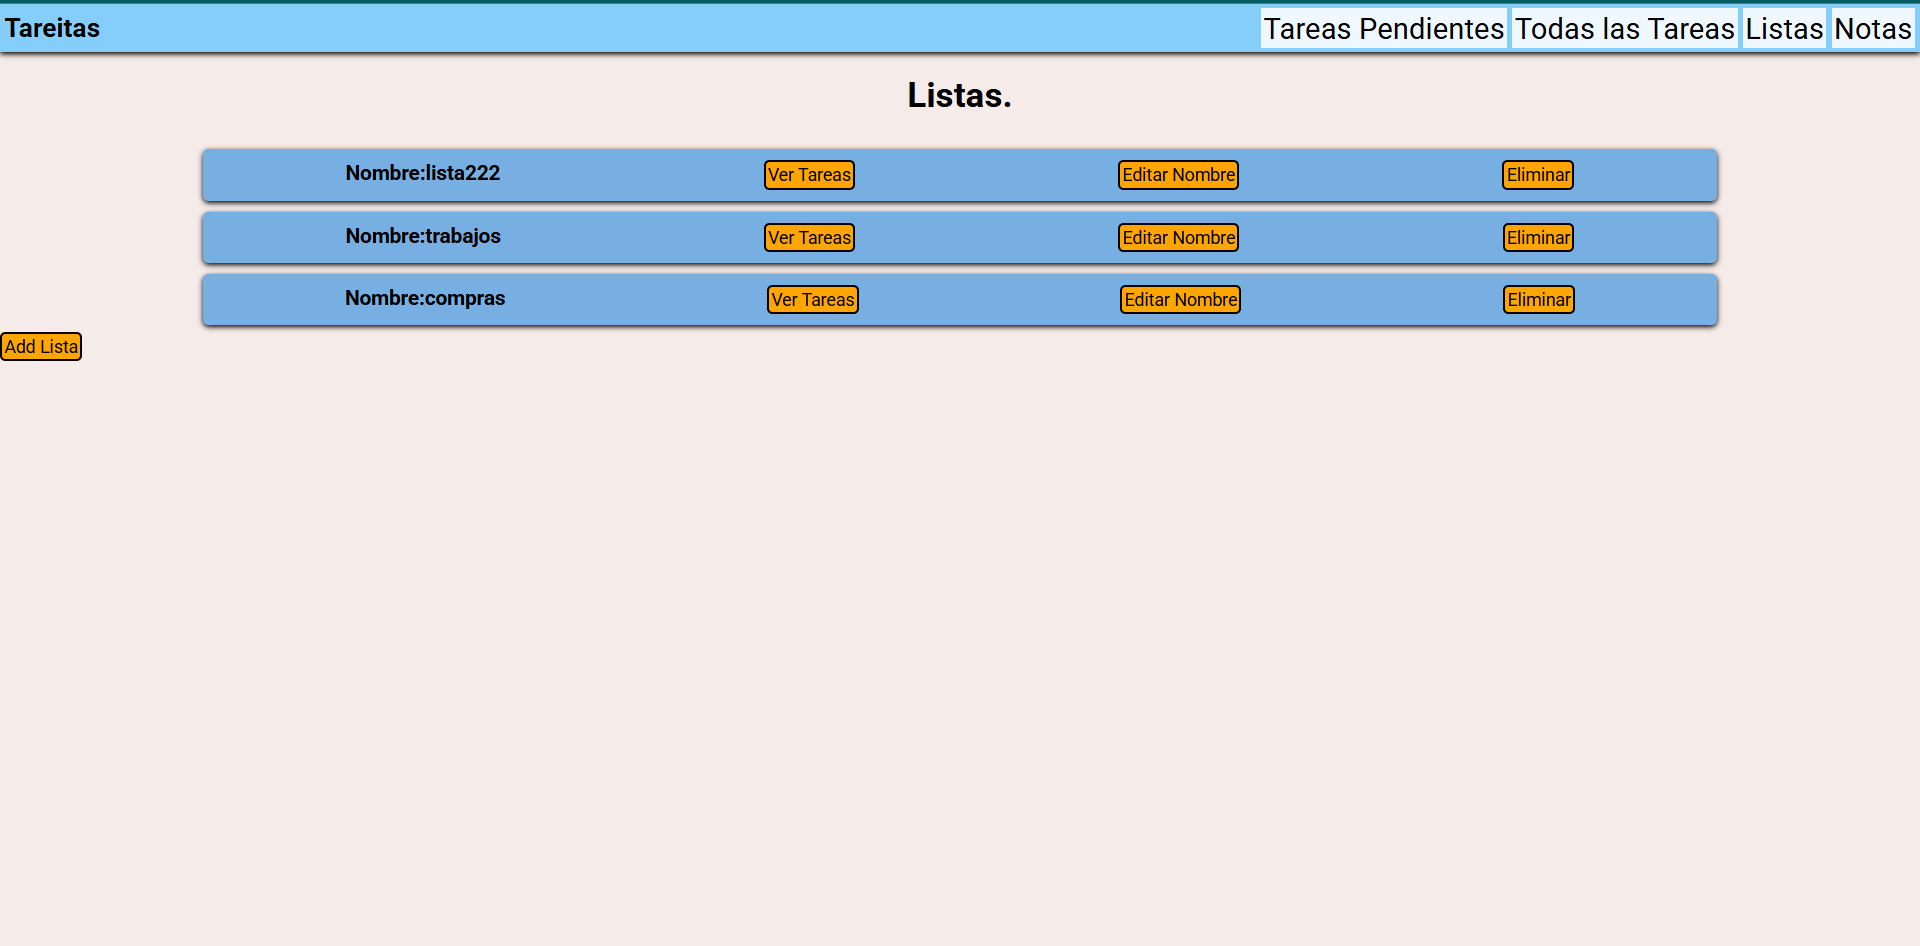 Tareitas Tareas Pendientes Todas las Tareas Listas Notas
Listas.
Nombre:lista222 Ver Tareas Editar Nombre Eliminar
Nombre:trabajos Ver Tareas Editar Nombre Eliminar
Nombre:compras Ver Tareas Editar Nombre Eliminar
Add Lista